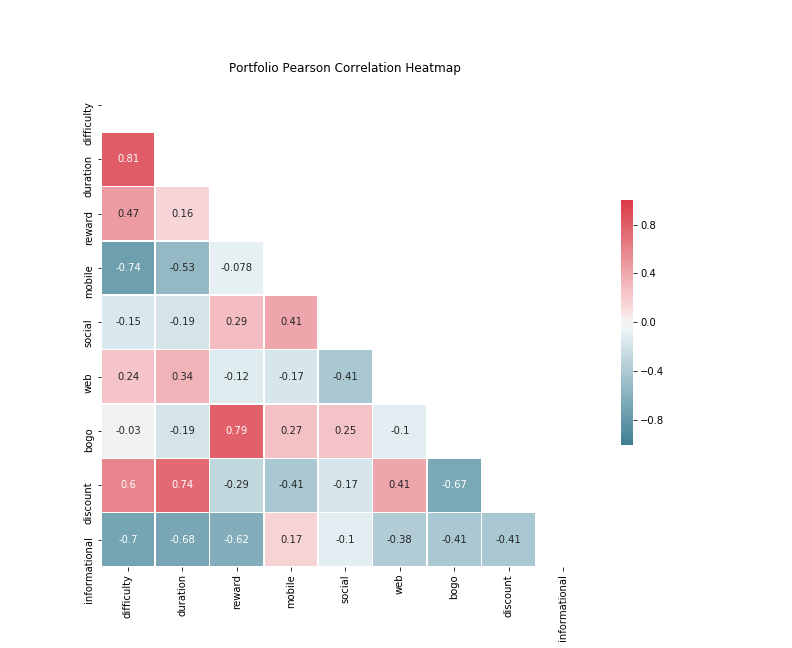 Portfolio Pearson Correlation Heatmap
difficulty
duration 0.81
reward 0.47 0.16
mobile -0.74 -0.53 -0.078
social -0.15 -0.19 0.29 0.41
web 0.24 0.34 -0.12 -0.17 -0.41
bogo -0.03 -0.19 0.79 0.27 0.25 -0.1
discount 0.6 0.74 -0.29 -0.41 -0.17 0.41 -0.67
informational -0.7 -0.68 -0.62 0.17 -0.1 -0.38 -0.41 -0.41
difficulty duration reward mobile social web bogo discount informational
0.8
0.4
0.0
-0.4
-0.8